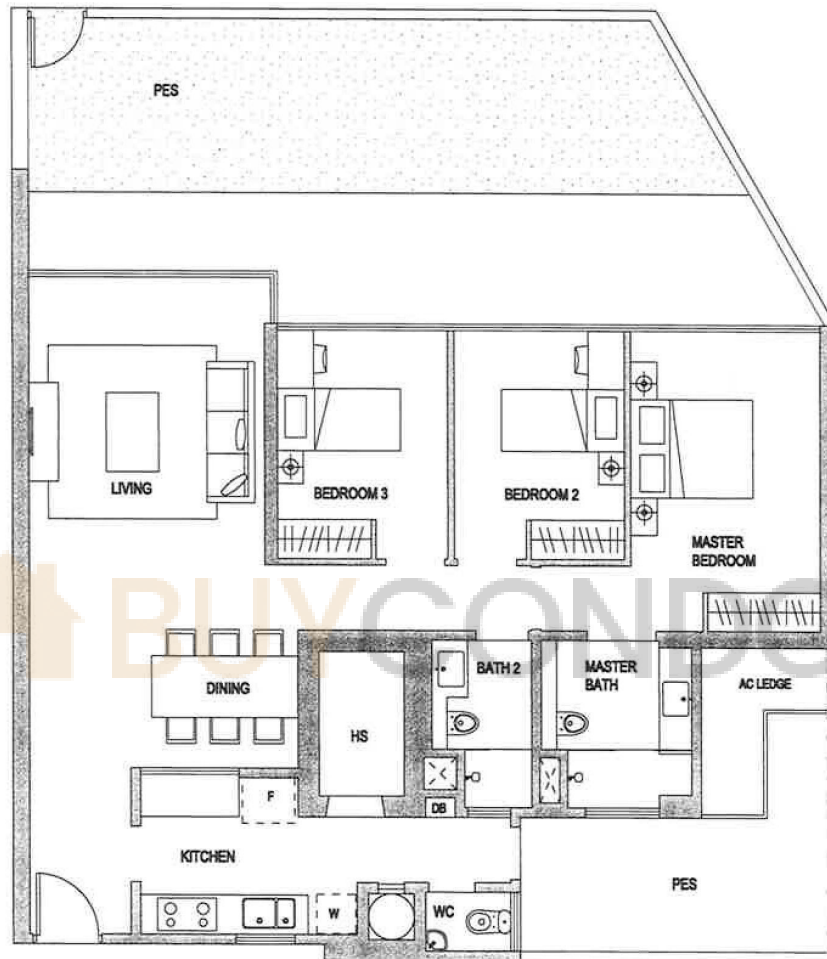 PES
LIVING
BEDROOM 3
BEDROOM 2
MASTER
BEDROOM
BUYCONDO
DINING
HS
BATH 2
MASTER
BATH
AC LEDGE
F
DB
KITCHEN
W
WC
PES